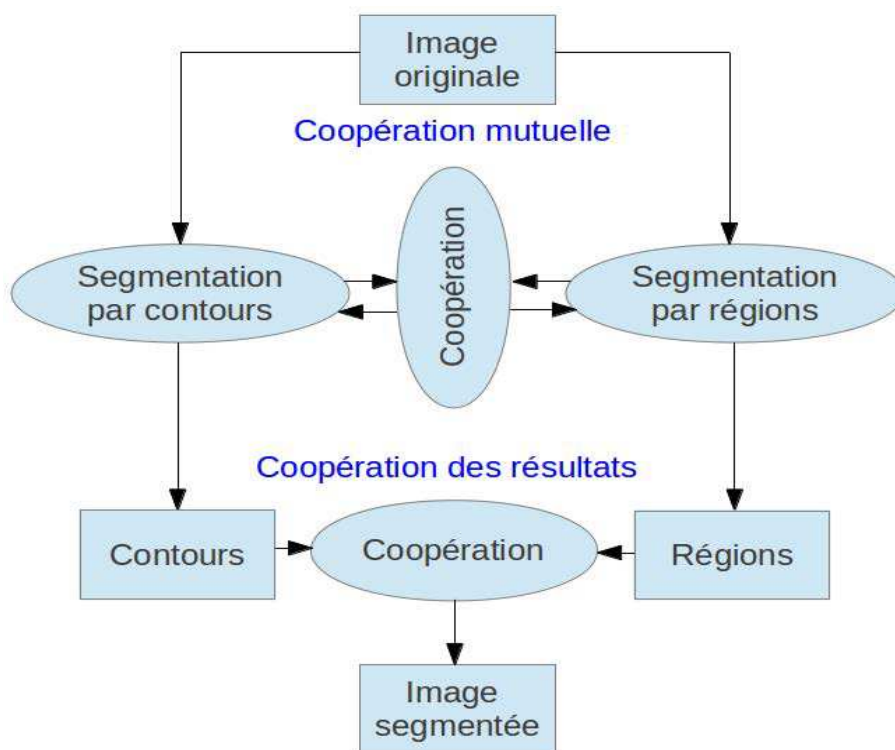 Image
originale
Coopération mutuelle
Segmentation
par contours
Coopération
Segmentation
par régions
Coopération des résultats
Contours
Coopération
Régions
Image
segmentée